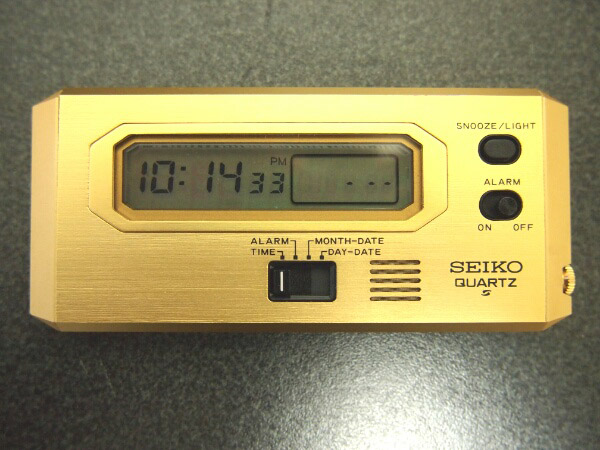 SNOOZE/LIGHT
PM
10:14 33 - - -
ALARM
ON OFF
ALARM MONTH-DATE
TIME DAY-DATE
SEIKO
QUARTZ